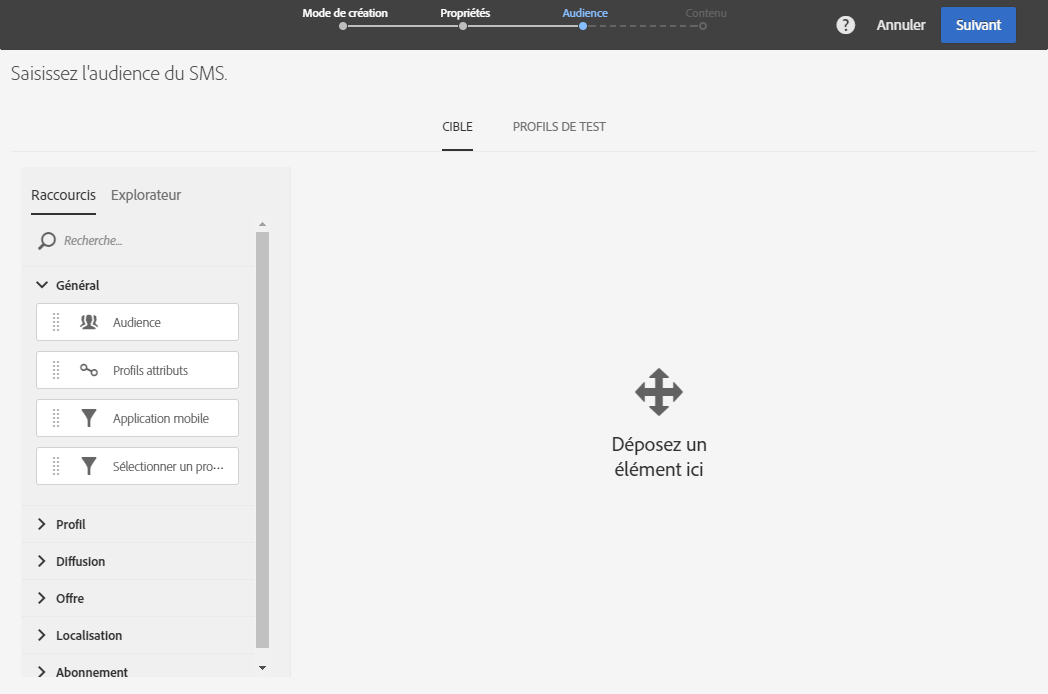 Mode de création
Propriétés
Audience
Contenu
?
Annuler
Suivant
Saisissez l'audience du SMS.
CIBLE
PROFILS DE TEST
Raccourcis
Explorateur
Recherche...
Général
Audience
Profils attributs
Application mobile
Sélectionner un pro···
Profil
Diffusion
Offre
Localisation
Abonnement
Déposez un
élément ici